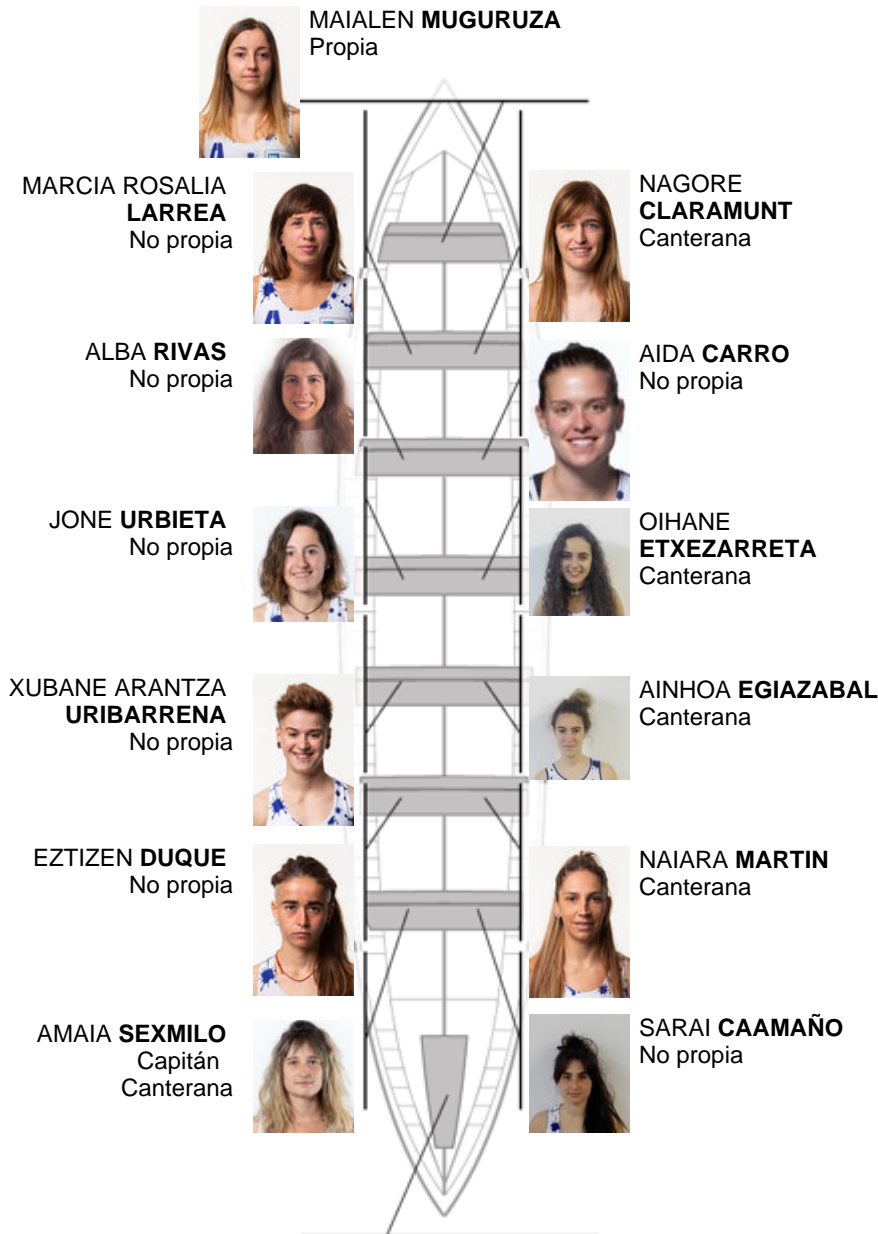 MAIALEN MUGURUZA
Propia
MARCIA ROSALIA
LARREA
No propia
NAGORE
CLARAMUNT
Canterana
ALBA RIVAS
No propia
AIDA CARRO
No propia
JONE URBIETA
No propia
OIHANE
ETXEZARRETA
Canterana
XUBANE ARANTZA
URIBARRENA
No propia
AINHOA EGIAZABAL
Canterana
EZTIZEN DUQUE
No propia
NAIARA MARTIN
Canterana
AMAIA SEXMILO
Capitán
Canterana
SARAI CAAMAÑO
No propia